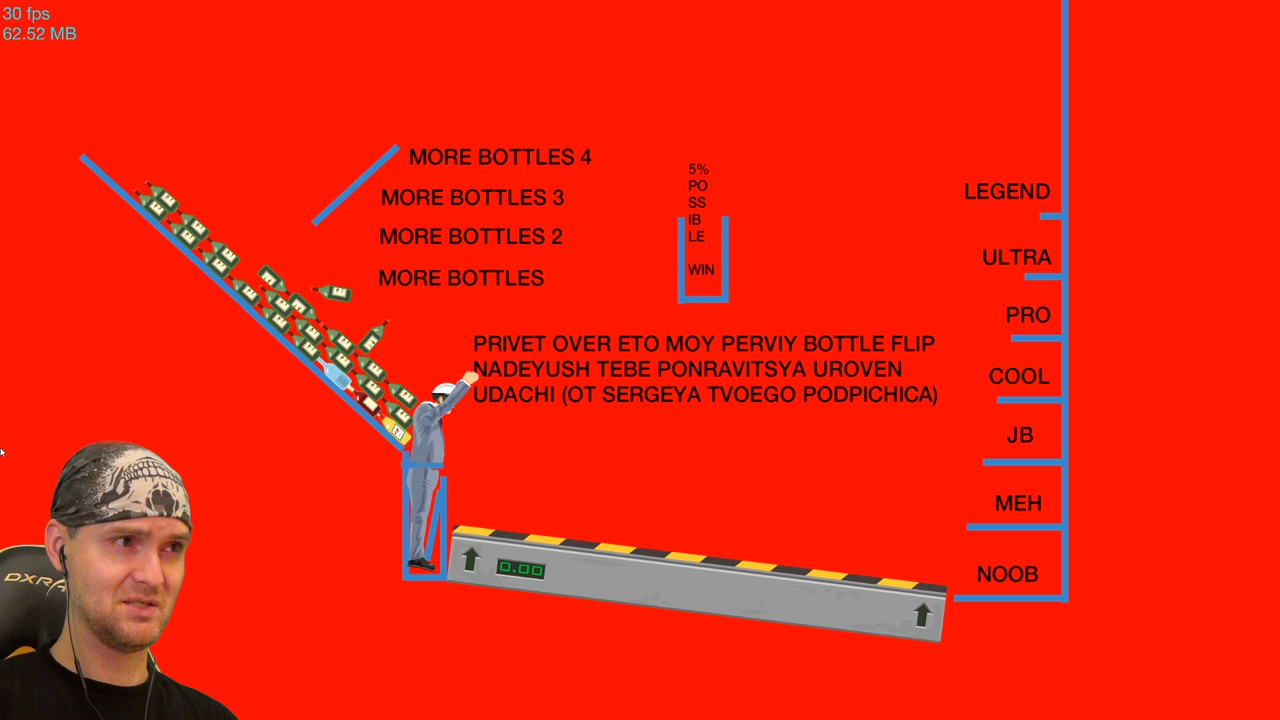 30 fps
62.52 MB
MORE BOTTLES 4
MORE BOTTLES 3
MORE BOTTLES 2
MORE BOTTLES
5%
PO
SS
IB
LE
WIN
LEGEND
ULTRA
PRO
COOL
JB
MEH
NOOB
PRIVET OVER ETO MOY PERVIY BOTTLE FLIP
NADEYUSH TEBE PONRAVITSYA UROVEN
UDACHI (OT SERGEYA TVOEGO PODPICHICA)
0.00